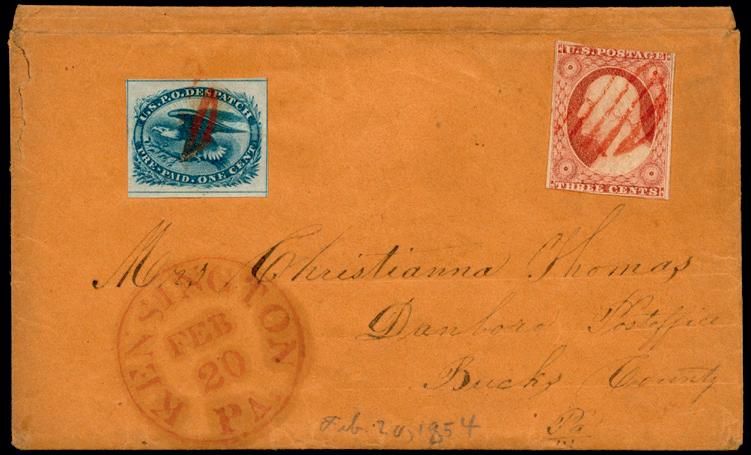 U.S. POSTAGE
THREE CENTS
U.S.P.O. DESPATCH
PRE-PAID. ONE CENT.
Mrs Christianna Thomas
Danboro Postoffice
Bucks County
Pa
KENSINGTON
FEB
20
PA.
Feb. 20, 1854